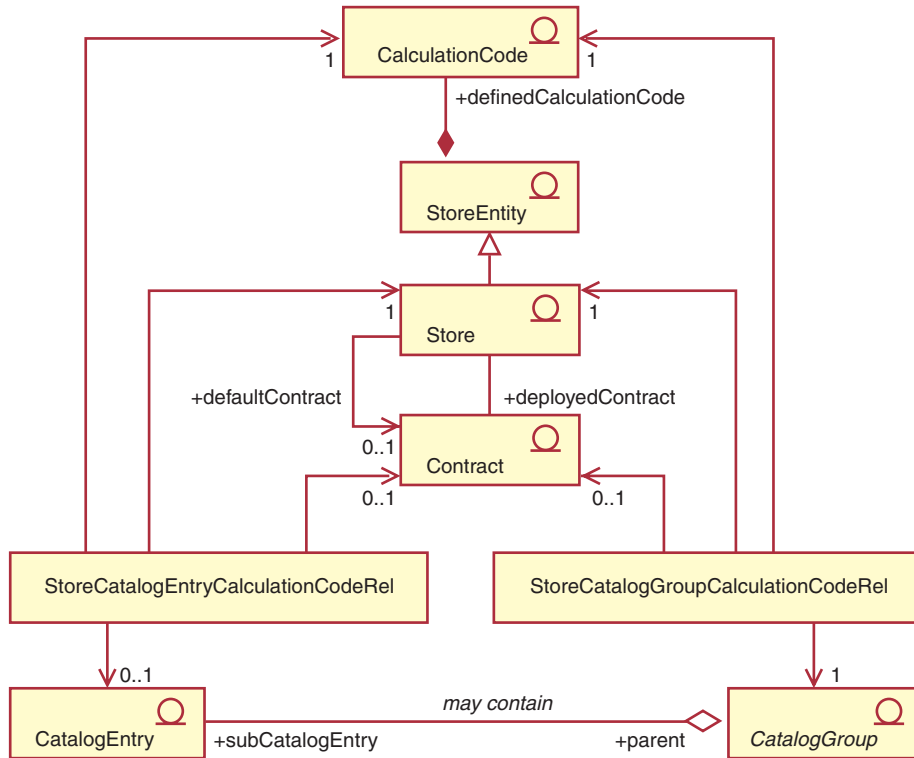 CalculationCode
1
1
+definedCalculationCode
StoreEntity
1
1
Store
+defaultContract
+deployedContract
0..1
Contract
0..1
0..1
StoreCatalogEntryCalculationCodeRel
StoreCatalogGroupCalculationCodeRel
0..1
1
may contain
CatalogEntry
+subCatalogEntry
+parent
CatalogGroup